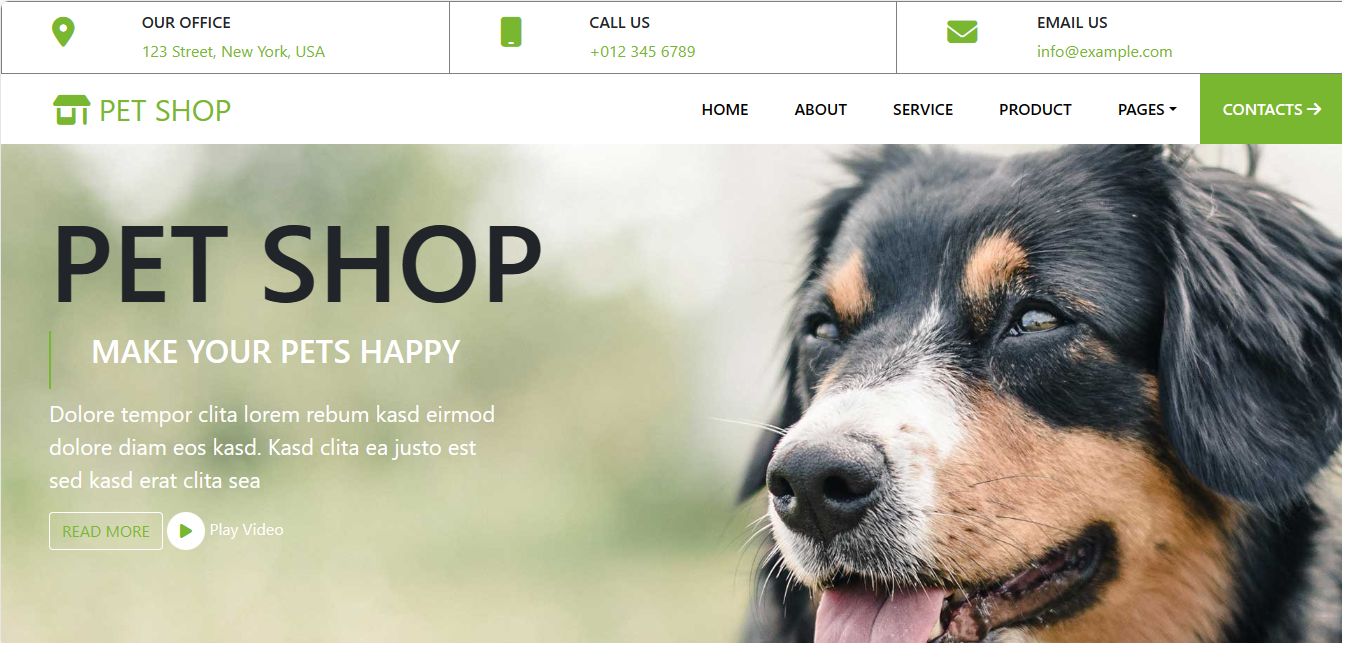 OUR OFFICE
123 Street, New York, USA
CALL US
+012 345 6789
EMAIL US
info@example.com
PET SHOP
HOME
ABOUT
SERVICE
PRODUCT
PAGES
CONTACTS
PET SHOP
MAKE YOUR PETS HAPPY
Dolore tempor clita lorem rebum kasd eirmod
dolore diam eos kasd. Kasd clita ea justo est
sed kasd erat clita sea
READ MORE
Play Video